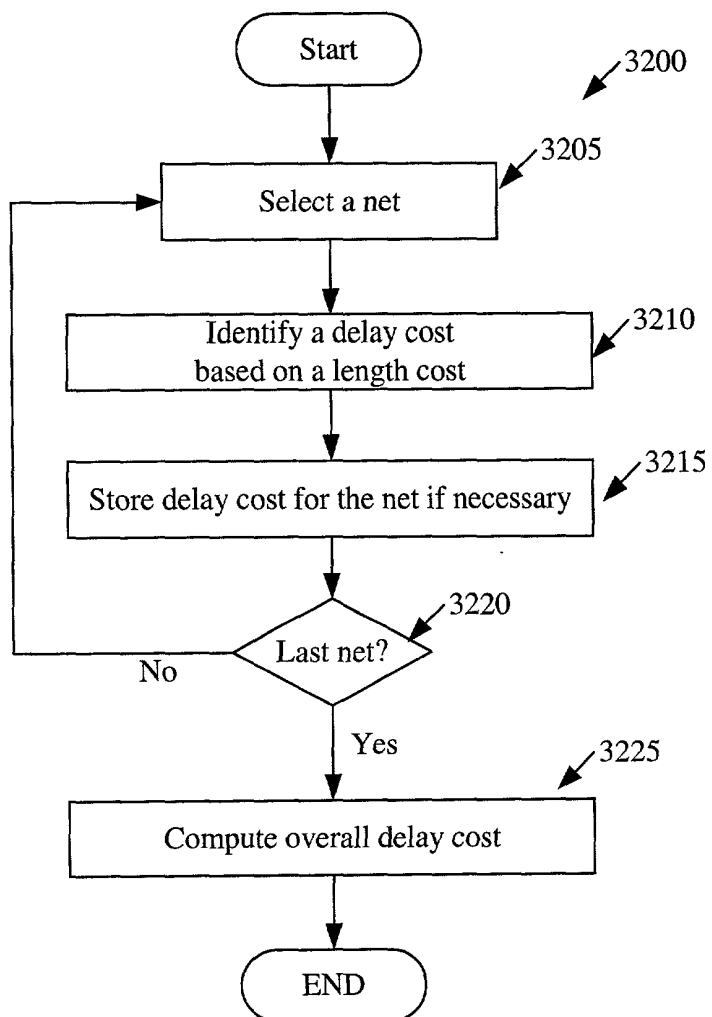 Start
3200
3205
Select a net
3210
Identify a delay cost
based on a length cost
3215
Store delay cost for the net if necessary
3220
Last net?
No
Yes
3225
Compute overall delay cost
END